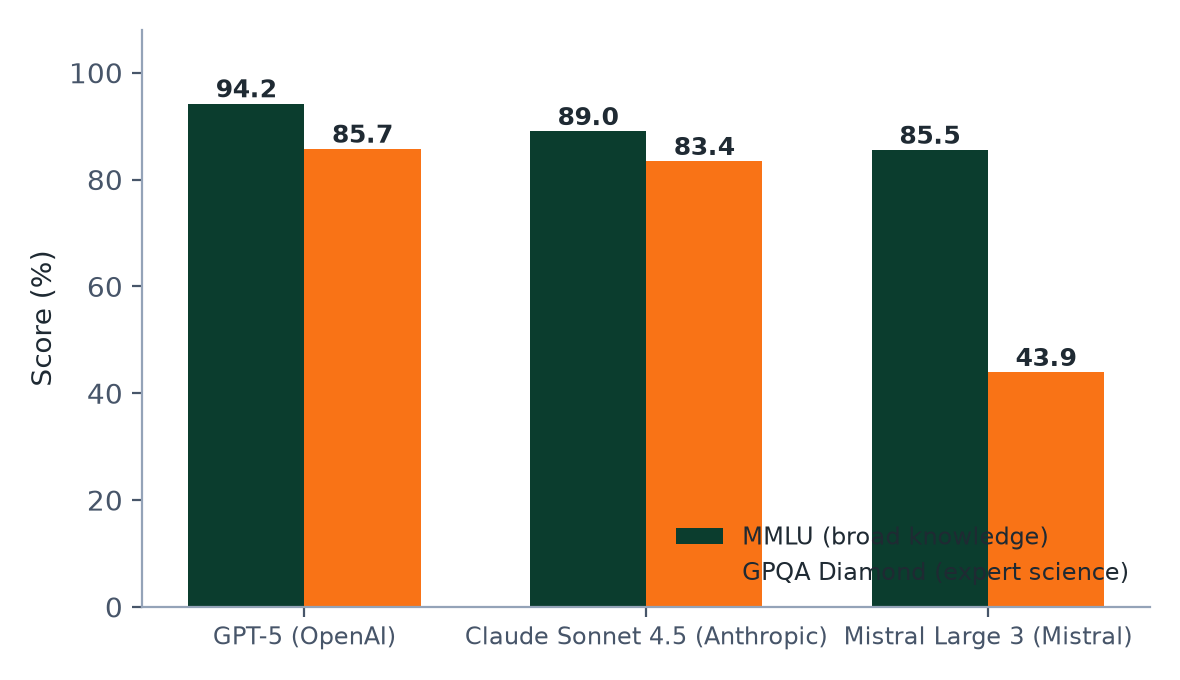 Score (%)
100
80
60
40
20
0
94.2
85.7
89.0
83.4
85.5
43.9
MMLU (broad knowledge)
GPQA Diamond (expert science)
GPT-5 (OpenAI)
Claude Sonnet 4.5 (Anthropic)
Mistral Large 3 (Mistral)